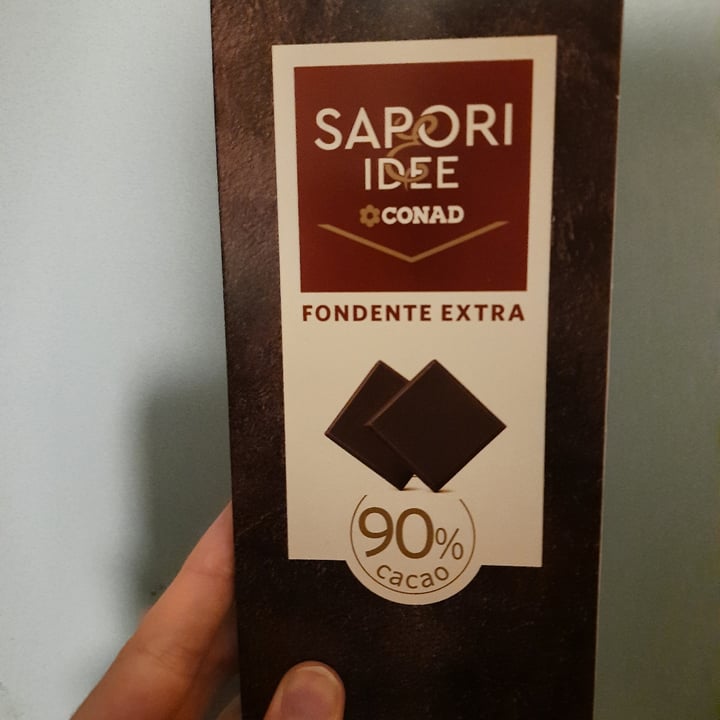 SAPORI
&
IDEE
CONAD
FONDENTE EXTRA
90%
cacao